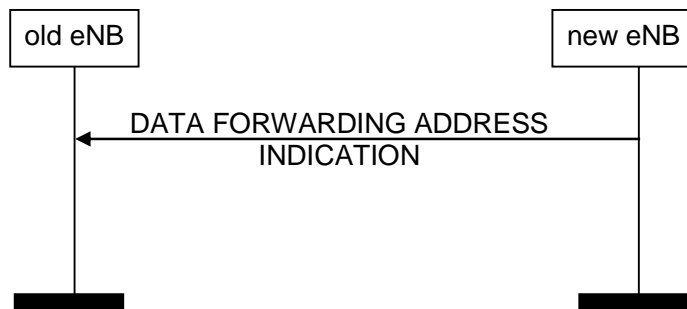 old eNB
new eNB
DATA FORWARDING ADDRESS
INDICATION